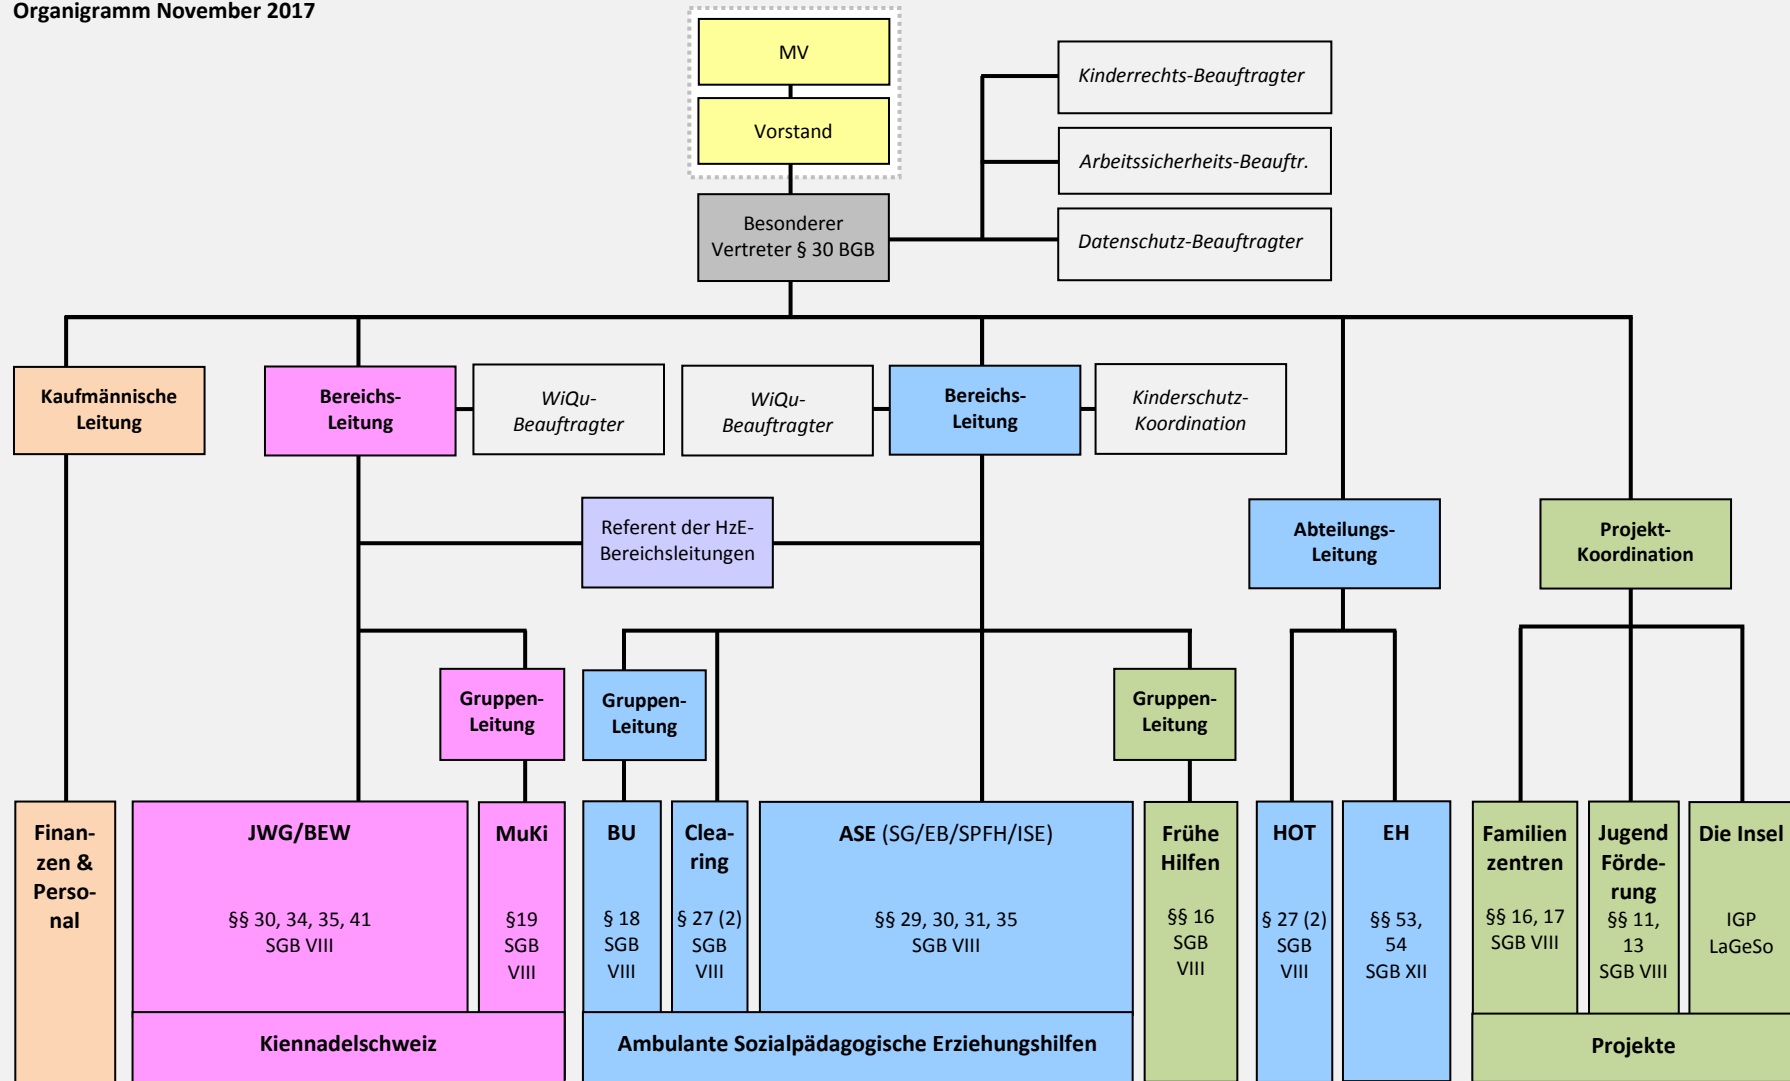 Organigramm November 2017
MV
Vorstand
Besonderer
Vertreter § 30 BGB
Kinderrechts-Beauftragter
Arbeitssicherheits-Beauftr.
Datenschutz-Beauftragter
Kaufmännische
Leitung
Bereichs-
Leitung
WiQu-
Beauftragter
WiQu-
Beauftragter
Bereichs-
Leitung
Kinderschutz-
Koordination
Referent der HzE-
Bereichsleitungen
Abteilungs-
Leitung
Projekt-
Koordination
Gruppen-
Leitung
Gruppen-
Leitung
Gruppen-
Leitung
Finan-
zen &
Perso-
nal
JWG/BEW
§§ 30, 34, 35, 41
SGB VIII
MuKi
§19
SGB
VIII
Kiennadelschweiz
BU
§ 18
SGB
VIII
Clea-
ring
§ 27 (2)
SGB
VIII
ASE (SG/EB/SPFH/ISE)
§§ 29, 30, 31, 35
SGB VIII
Ambulante Sozialpädagogische Erziehungshilfen
Frühe
Hilfen
§§ 16
SGB
VIII
HOT
§ 27 (2)
SGB
VIII
EH
§§ 53,
54
SGB XII
Familien
zentren
§§ 16, 17
SGB VIII
Jugend
Förde-
rung
§§ 11,
13
SGB VIII
Die Insel
IGP
LaGeSo
Projekte